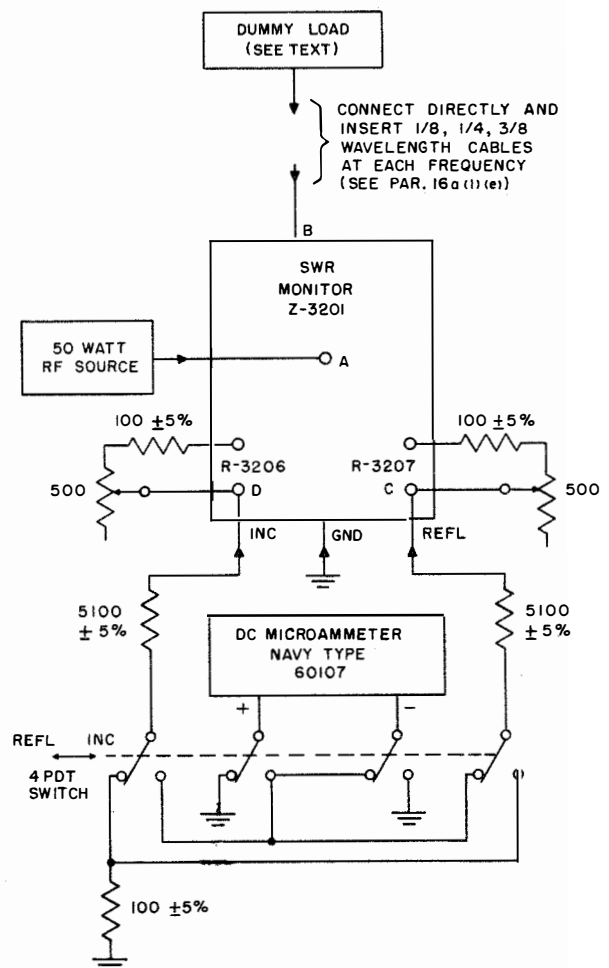 DUMMY LOAD
(SEE TEXT)
CONNECT DIRECTLY AND
INSERT 1/8, 1/4, 3/8
WAVELENGTH CABLES
AT EACH FREQUENCY
(SEE PAR. 16a(1)(e))
B
SWR
MONITOR
Z-3201
50 WATT
RF SOURCE
A
100 ±5%
100 ±5%
R-3206
R-3207
500
D
C
500
INC
GND
REFL
5100
± 5%
5100
± 5%
DC MICROAMMETER
NAVY TYPE
60107
+
-
REFL
INC
4 PDT
SWITCH
100 ±5%